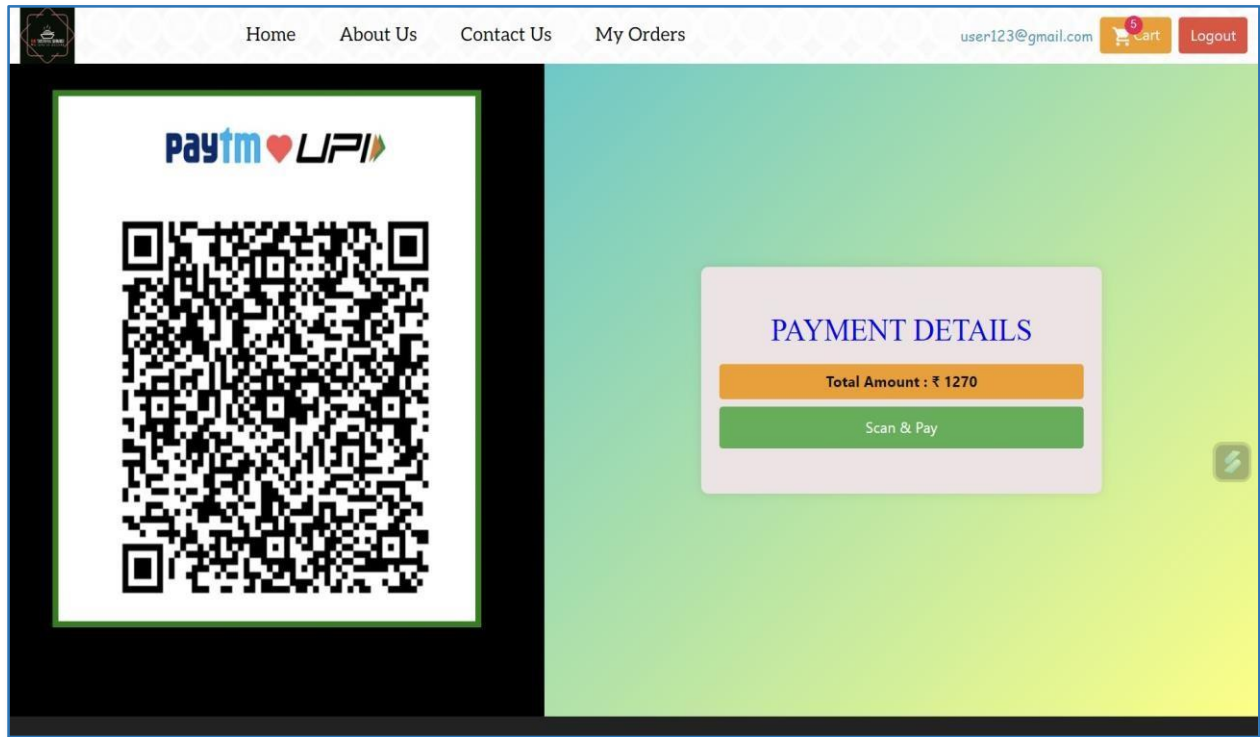 Home About Us Contact Us My Orders user123@gmail.com 5 Cart Logout
paytm UPI
PAYMENT DETAILS
Total Amount : ₹ 1270
Scan & Pay